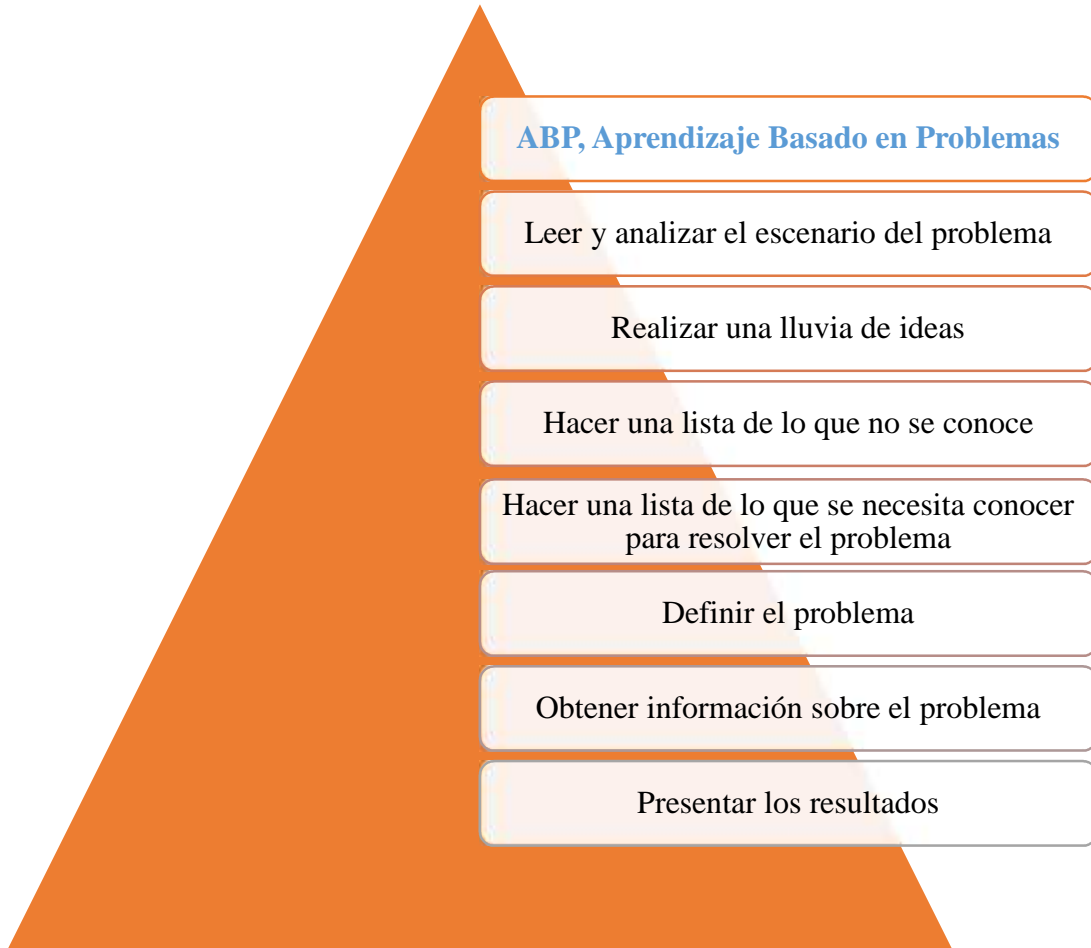 ABP, Aprendizaje Basado en Problemas
Leer y analizar el escenario del problema
Realizar una lluvia de ideas
Hacer una lista de lo que no se conoce
Hacer una lista de lo que se necesita conocer
para resolver el problema
Definir el problema
Obtener información sobre el problema
Presentar los resultados